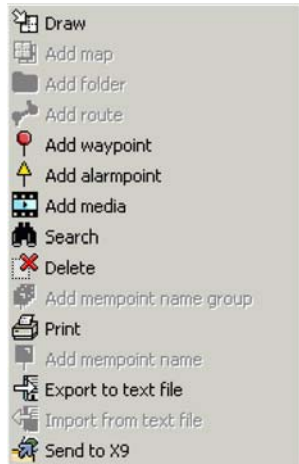 Draw
Add map
Add folder
Add route
Add waypoint
Add alarmpoint
Add media
Search
Delete
Add mempoint name group
Print
Add mempoint name
Export to text file
Import from text file
Send to X9